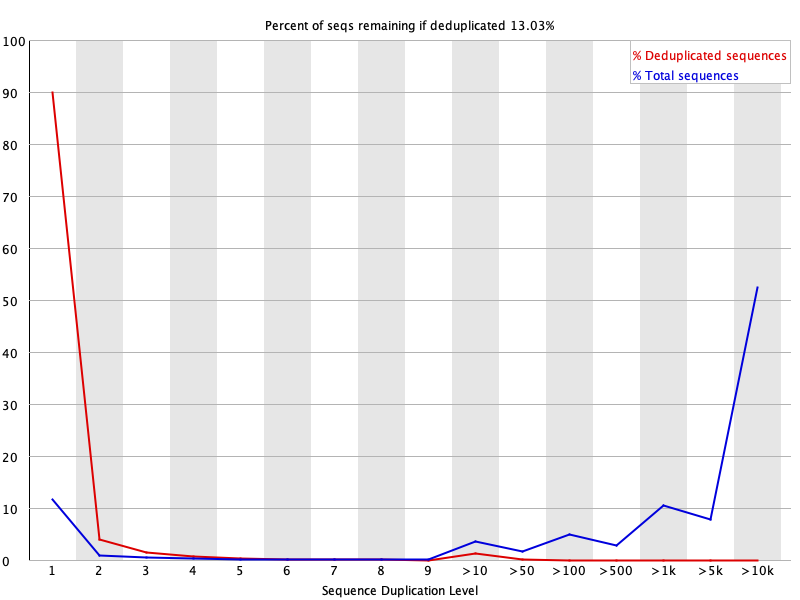 Percent of seqs remaining if deduplicated 13.03%
% Deduplicated sequences
% Total sequences
100
90
80
70
60
50
40
30
20
10
0
1 2 3 4 5 6 7 8 9 >10 >50 >100 >500 >1k >5k >10k
Sequence Duplication Level